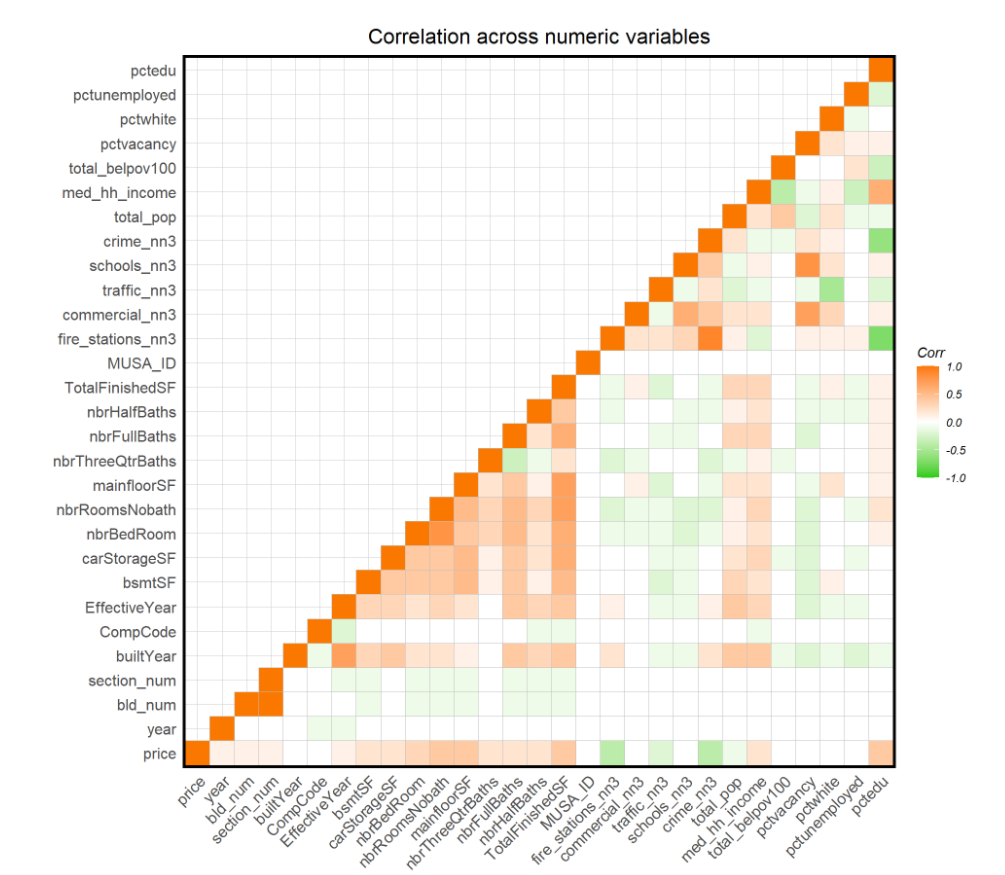 Correlation across numeric variables
pctedu
pctunemployed
pctwhite
pctvacancy
total_belpov100
med_hh_income
total_pop
crime_nn3
schools_nn3
traffic_nn3
commercial_nn3
fire_stations_nn3
MUSA_ID
TotalFinishedSF
nbrHalfBaths
nbrFullBaths
nbrThreeQtrBaths
mainfloorSF
nbrRoomsNobath
nbrBedRoom
carStorageSF
bsmtSF
EffectiveYear
CompCode
builtYear
section_num
bld_num
year
price
price
year
bld_num
section_num
builtYear
CompCode
EffectiveYear
bsmtSF
carStorageSF
nbrBedRoom
nbrRoomsNobath
mainfloorSF
nbrThreeQtrBaths
nbrFullBaths
nbrHalfBaths
TotalFinishedSF
MUSA_ID
fire_stations_nn3
commercial_nn3
traffic_nn3
schools_nn3
crime_nn3
total_pop
med_hh_income
total_belpov100
pctvacancy
pctwhite
pctunemployed
pctedu
Corr
1.0
0.5
0.0
-0.5
-1.0